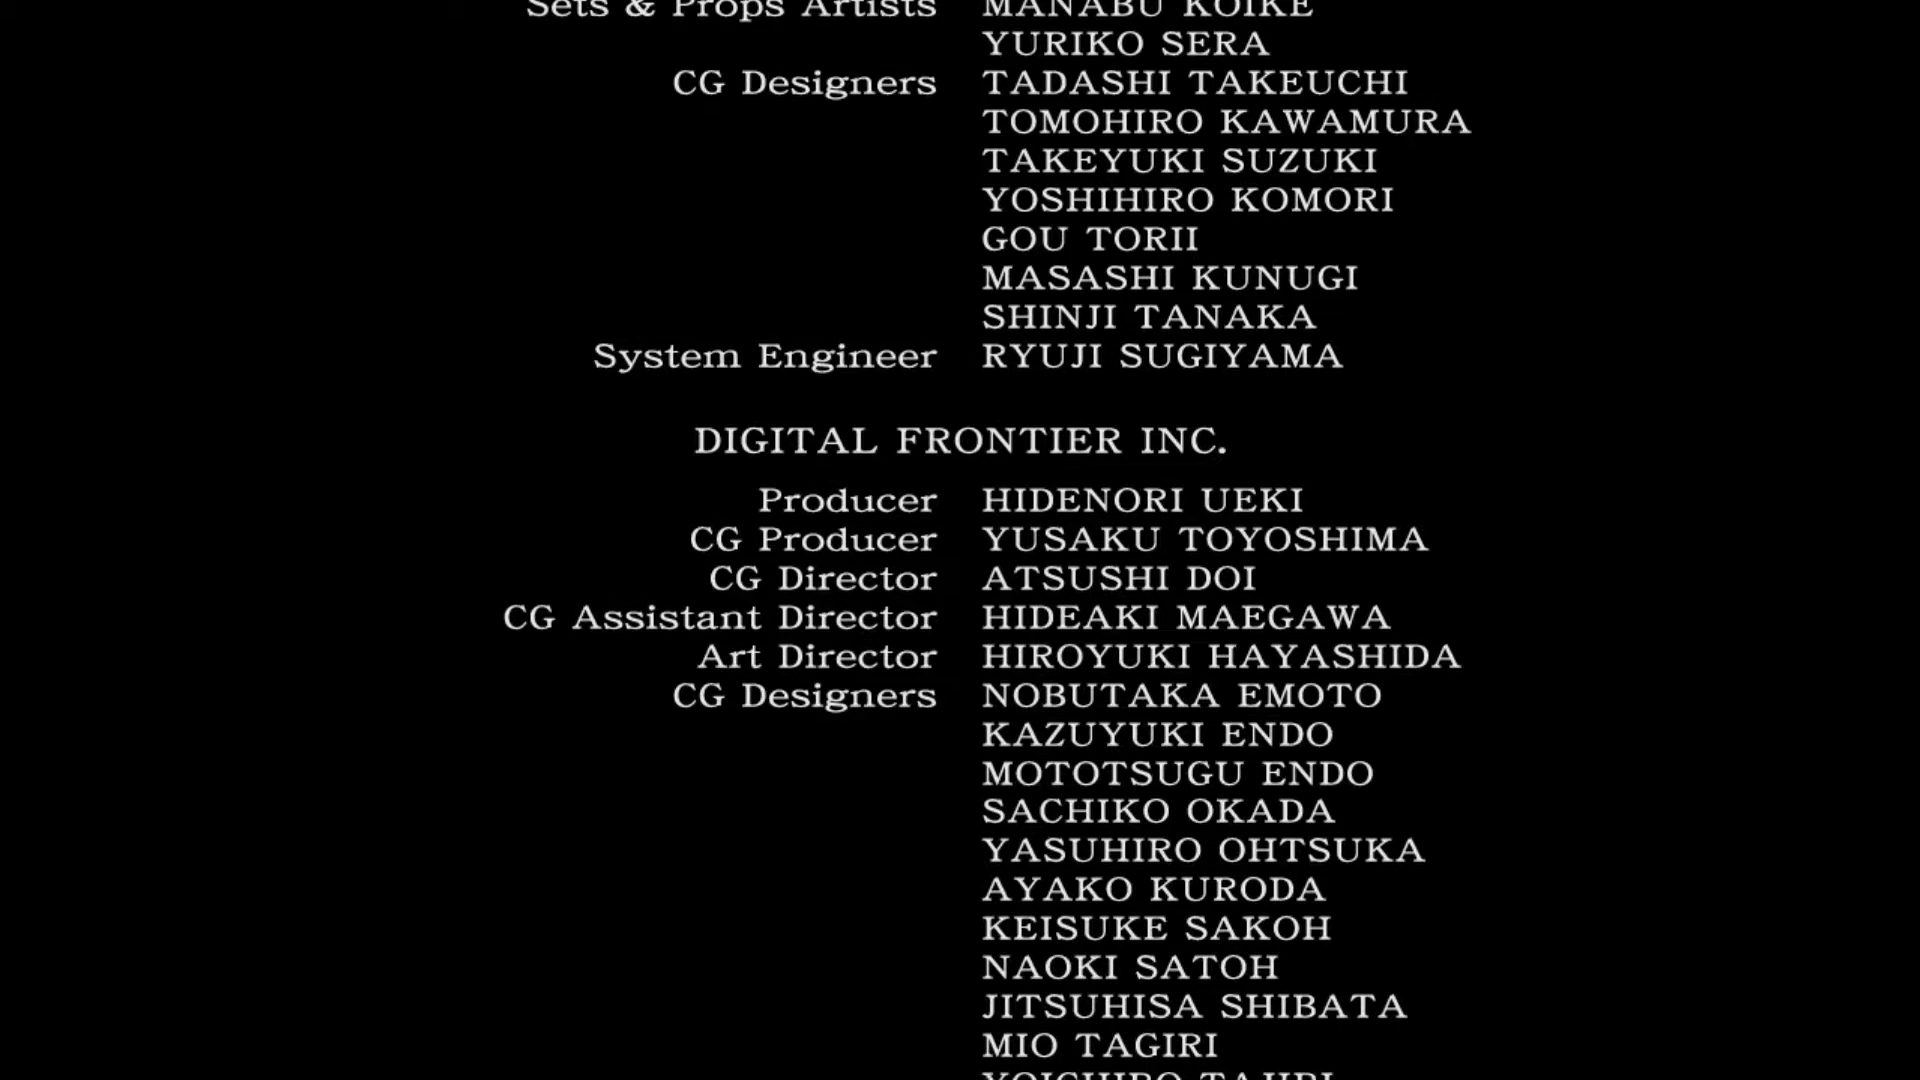 Sets & Props Artists MANABU KOIKE
YURIKO SERA
CG Designers TADASHI TAKEUCHI
TOMOHIRO KAWAMURA
TAKEYUKI SUZUKI
YOSHIHIRO KOMORI
GOU TORII
MASASHI KUNUGI
SHINJI TANAKA
System Engineer RYUJI SUGIYAMA
DIGITAL FRONTIER INC.
Producer HIDENORI UEKI
CG Producer YUSAKU TOYOSHIMA
CG Director ATSUSHI DOI
CG Assistant Director HIDEAKI MAEGAWA
Art Director HIROYUKI HAYASHIDA
CG Designers NOBUTAKA EMOTO
KAZUYUKI ENDO
MOTOTSUGU ENDO
SACHIKO OKADA
YASUHIRO OHTSUKA
AYAKO KURODA
KEISUKE SAKOH
NAOKI SATOH
JITSUHISA SHIBATA
MIO TAGIRI
YOICHIRO